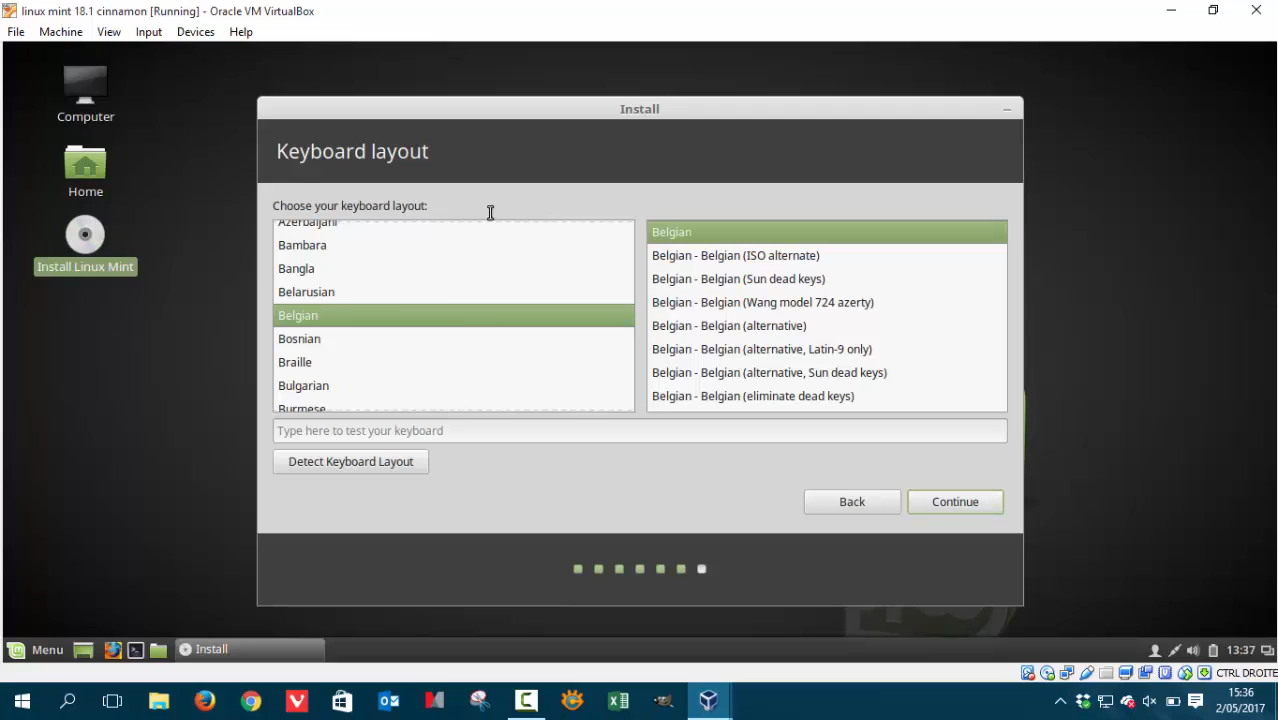 linux mint 18.1 cinnamon [Running] - Oracle VM VirtualBox
File Machine View Input Devices Help
Computer
Home
Install Linux Mint
Install
Keyboard layout
Choose your keyboard layout:
Azerbaijani
Bambara
Bangla
Belarusian
Belgian
Bosnian
Braille
Bulgarian
Burmese
Belgian
Belgian - Belgian (ISO alternate)
Belgian - Belgian (Sun dead keys)
Belgian - Belgian (Wang model 724 azerty)
Belgian - Belgian (alternative)
Belgian - Belgian (alternative, Latin-9 only)
Belgian - Belgian (alternative, Sun dead keys)
Belgian - Belgian (eliminate dead keys)
Type here to test your keyboard
Detect Keyboard Layout
Back
Continue
Menu
Install
13:37
CTRL DROITE
15:36
2/05/2017